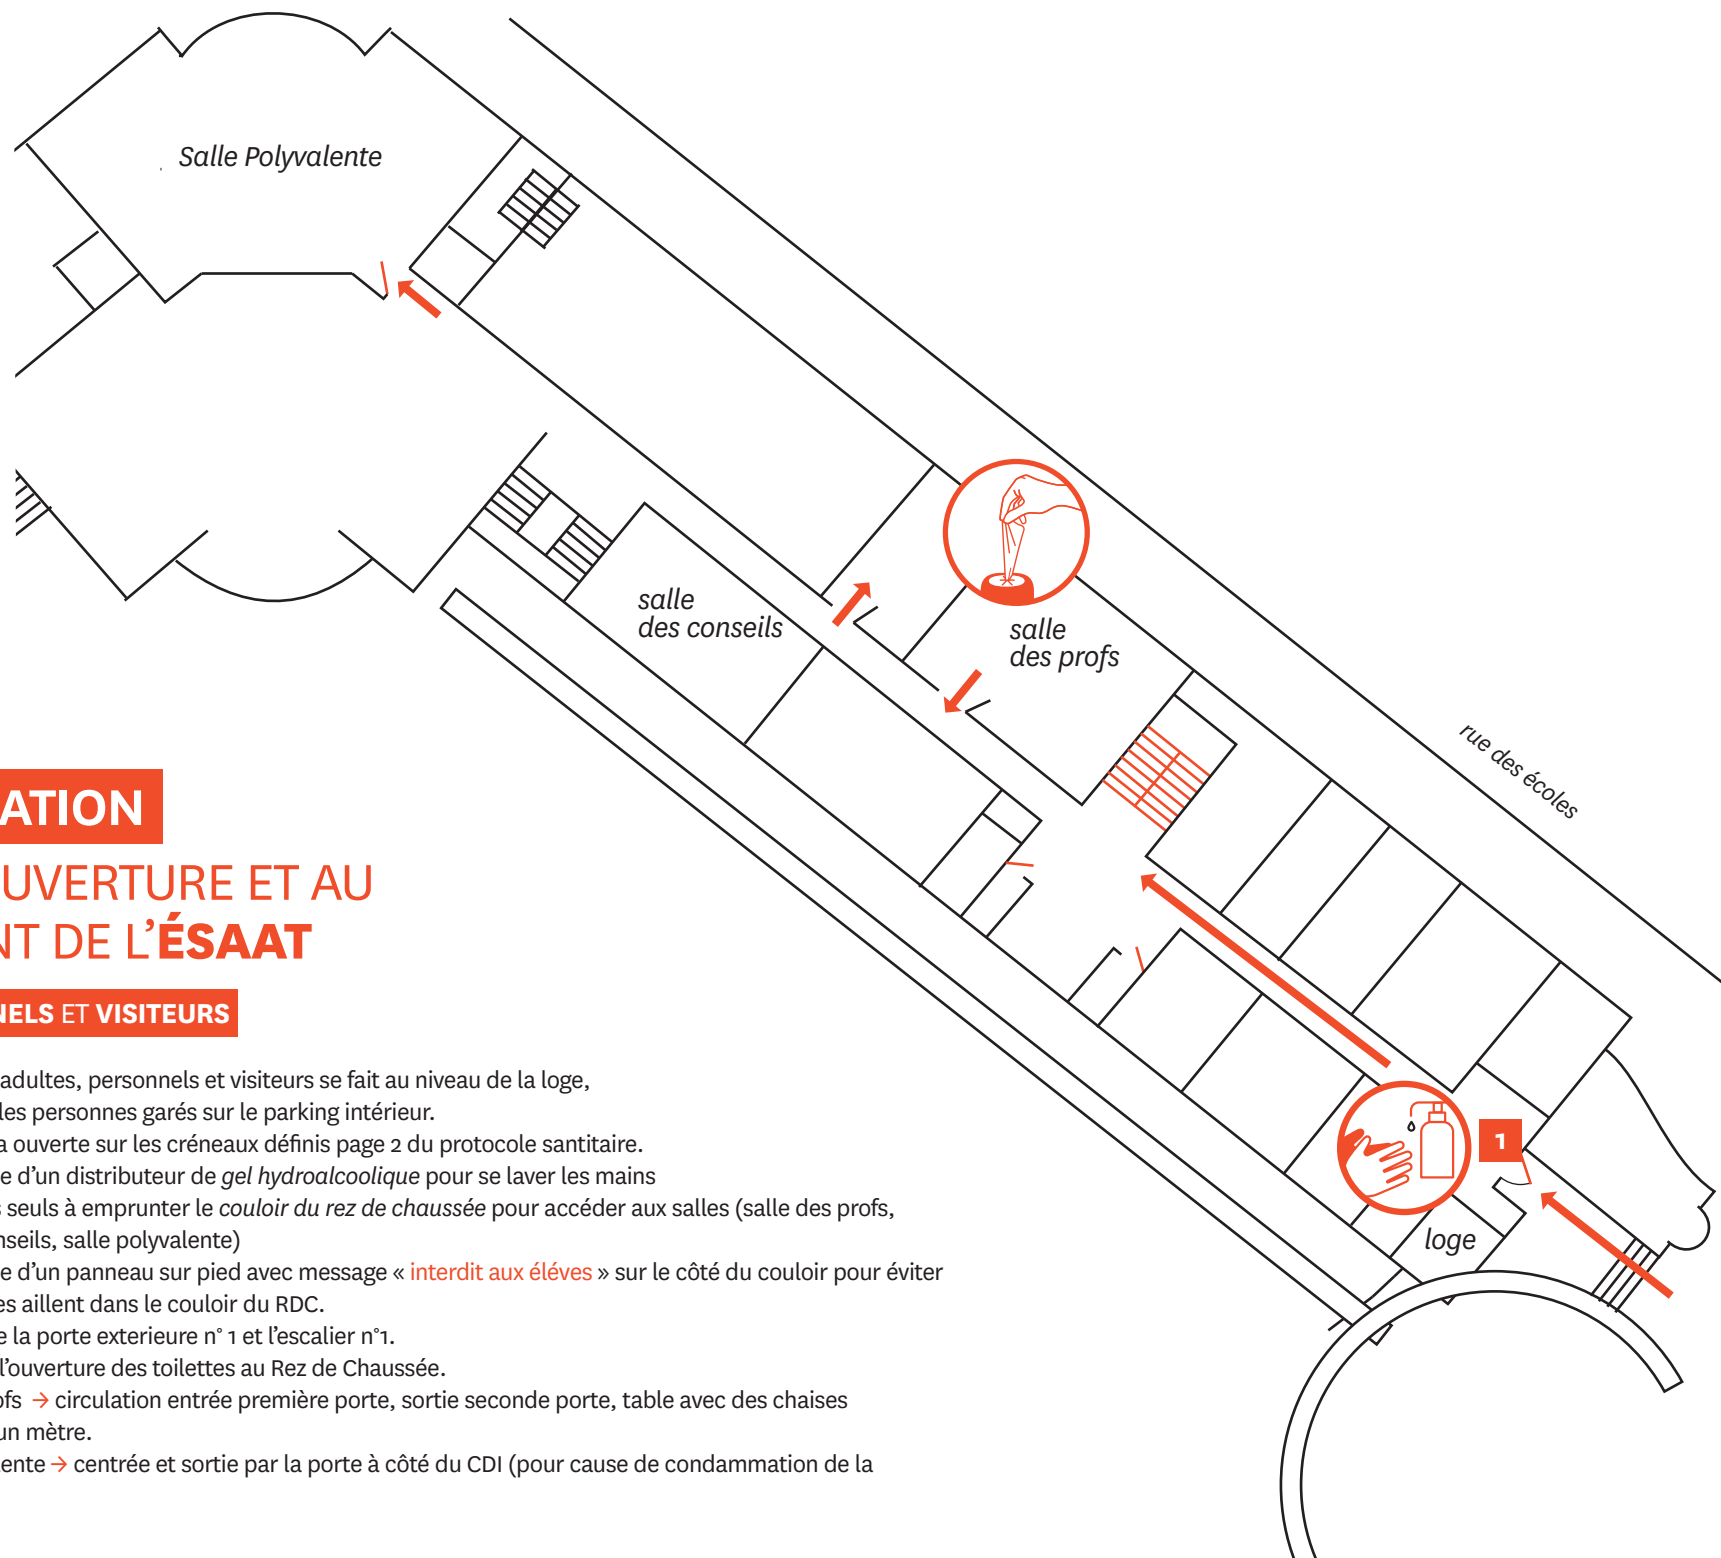 Salle Polyvalente
salle
des conseils
salle
des profs
rue des écoles
1
loge
ATION
UVERTURE ET AU
NT DE L’ÉSAAT
NELS ET VISITEURS
adultes, personnels et visiteurs se fait au niveau de la loge,
les personnes garés sur le parking intérieur.
a ouverte sur les créneaux définis page 2 du protocole santitaire.
e d’un distributeur de gel hydroalcoolique pour se laver les mains
s seuls à emprunter le couloir du rez de chaussée pour accéder aux salles (salle des profs,
nseils, salle polyvalente)
e d’un panneau sur pied avec message « interdit aux éléves » sur le côté du couloir pour éviter
es aillent dans le couloir du RDC.
e la porte exterieure n° 1 et l’escalier n°1.
l’ouverture des toilettes au Rez de Chaussée.
ofs → circulation entrée première porte, sortie seconde porte, table avec des chaises
un mètre.
lente → centrée et sortie par la porte à côté du CDI (pour cause de condammation de la